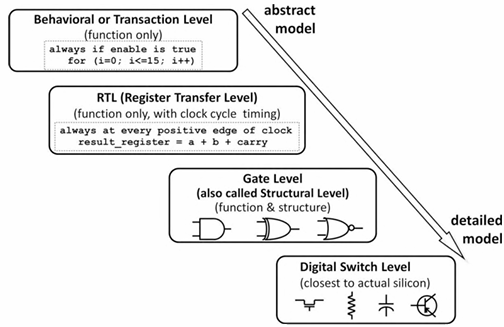 Behavioral or Transaction Level
(function only)
always if enable is true
for (i=0; i<=15; i++)
abstract
model
RTL (Register Transfer Level)
(function only, with clock cycle timing)
always at every positive edge of clock
result_register = a + b + carry
Gate Level
(also called Structural Level)
(function & structure)
detailed
model
Digital Switch Level
(closest to actual silicon)